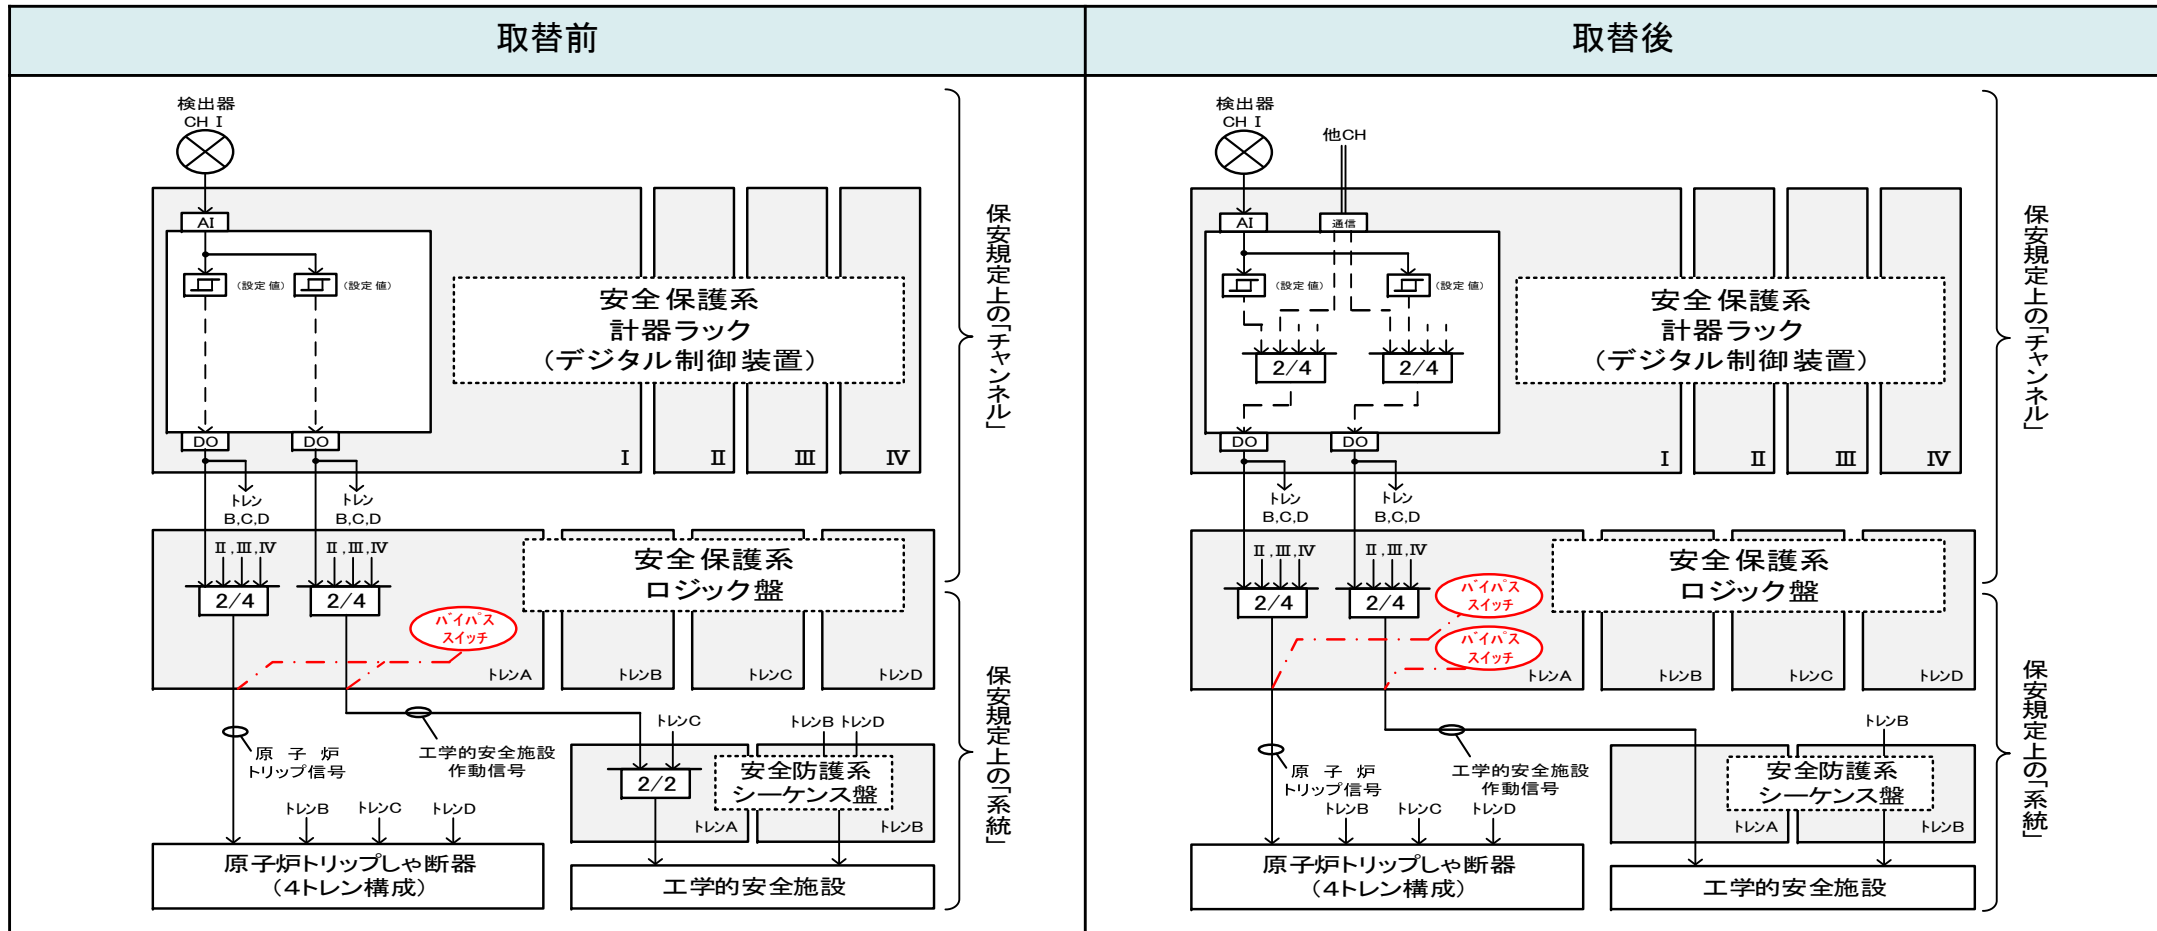 取替前
検出器
CH I
AI
(設定値)
(設定値)
安全保護系
計器ラック
(デジタル制御装置)
DO
DO
I
II
III
IV
保安規定上の「チャンネル」
トレン
B,C,D
トレン
B,C,D
II,III,IV
II,III,IV
2/4
2/4
安全保護系
ロジック盤
バイパス
スイッチ
トレンA
トレンB
トレンC
トレンD
原子炉
トリップ信号
工学的安全施設
作動信号
トレンC
トレンB
トレンD
2/2
安全防護系
シーケンス盤
トレンA
トレンB
トレンB
トレンC
トレンD
原子炉トリップしゃ断器
(4トレン構成)
工学的安全施設
保安規定上の「系統」
取替後
検出器
CH I
他CH
AI
通信
(設定値)
(設定値)
2/4
2/4
安全保護系
計器ラック
(デジタル制御装置)
DO
DO
I
II
III
IV
保安規定上の「チャンネル」
トレン
B,C,D
トレン
B,C,D
II,III,IV
II,III,IV
2/4
2/4
安全保護系
ロジック盤
バイパス
スイッチ
バイパス
スイッチ
トレンA
トレンB
トレンC
トレンD
原子炉
トリップ信号
工学的安全施設
作動信号
トレンB
安全防護系
シーケンス盤
トレンA
トレンB
トレンB
トレンC
トレンD
原子炉トリップしゃ断器
(4トレン構成)
工学的安全施設
保安規定上の「系統」